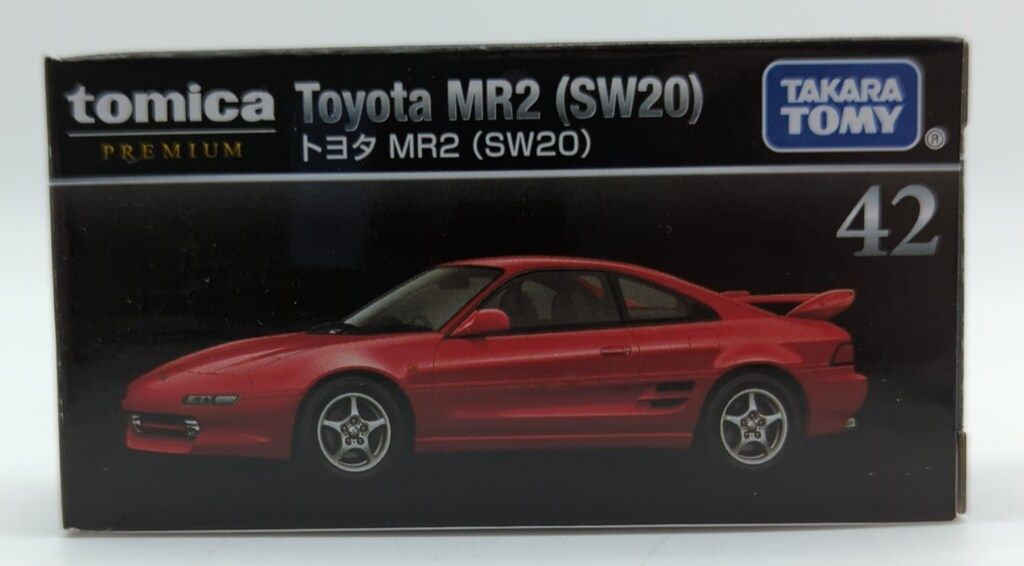 tomica
PREMIUM
Toyota MR2 (SW20)
トヨタ MR2 (SW20)
TAKARA
TOMY
®
42